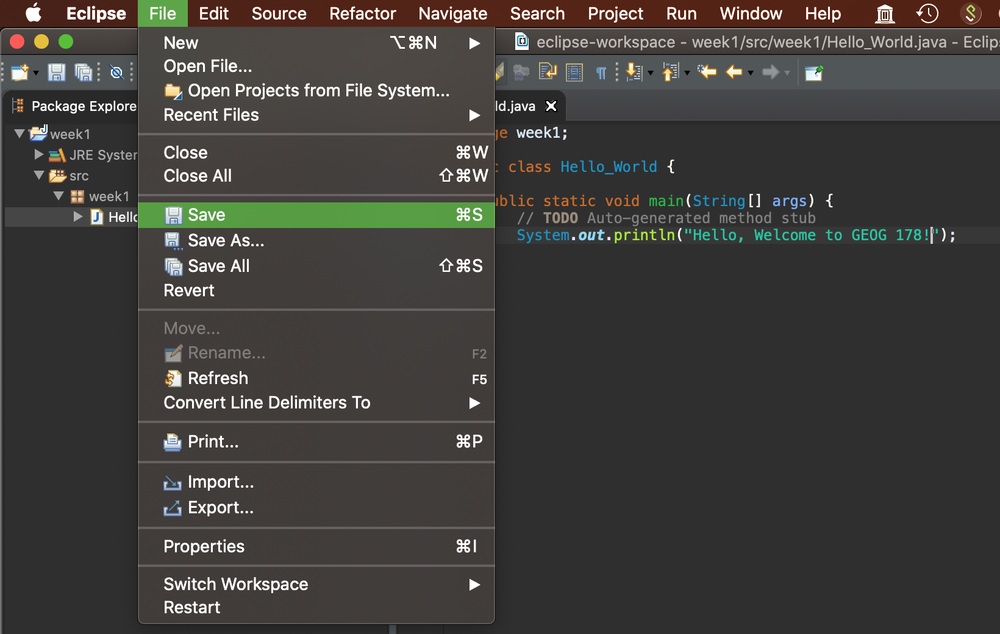 Eclipse File Edit Source Refactor Navigate Search Project Run Window Help
eclipse-workspace - week1/src/week1/Hello_World.java - Eclip
New ⌥⌘N
Open File...
Open Projects from File System...
Recent Files
Close ⌘W
Close All ⇧⌘W
Save ⌘S
Save As...
Save All ⇧⌘S
Revert
Move...
Rename... F2
Refresh F5
Convert Line Delimiters To
Print... ⌘P
Import...
Export...
Properties ⌘I
Switch Workspace
Restart
Package Explore
week1
JRE Syster
src
week1
Hello
ld.java
ge week1;
c class Hello_World {
ublic static void main(String[] args) {
// TODO Auto-generated method stub
System.out.println("Hello, Welcome to GEOG 178!");